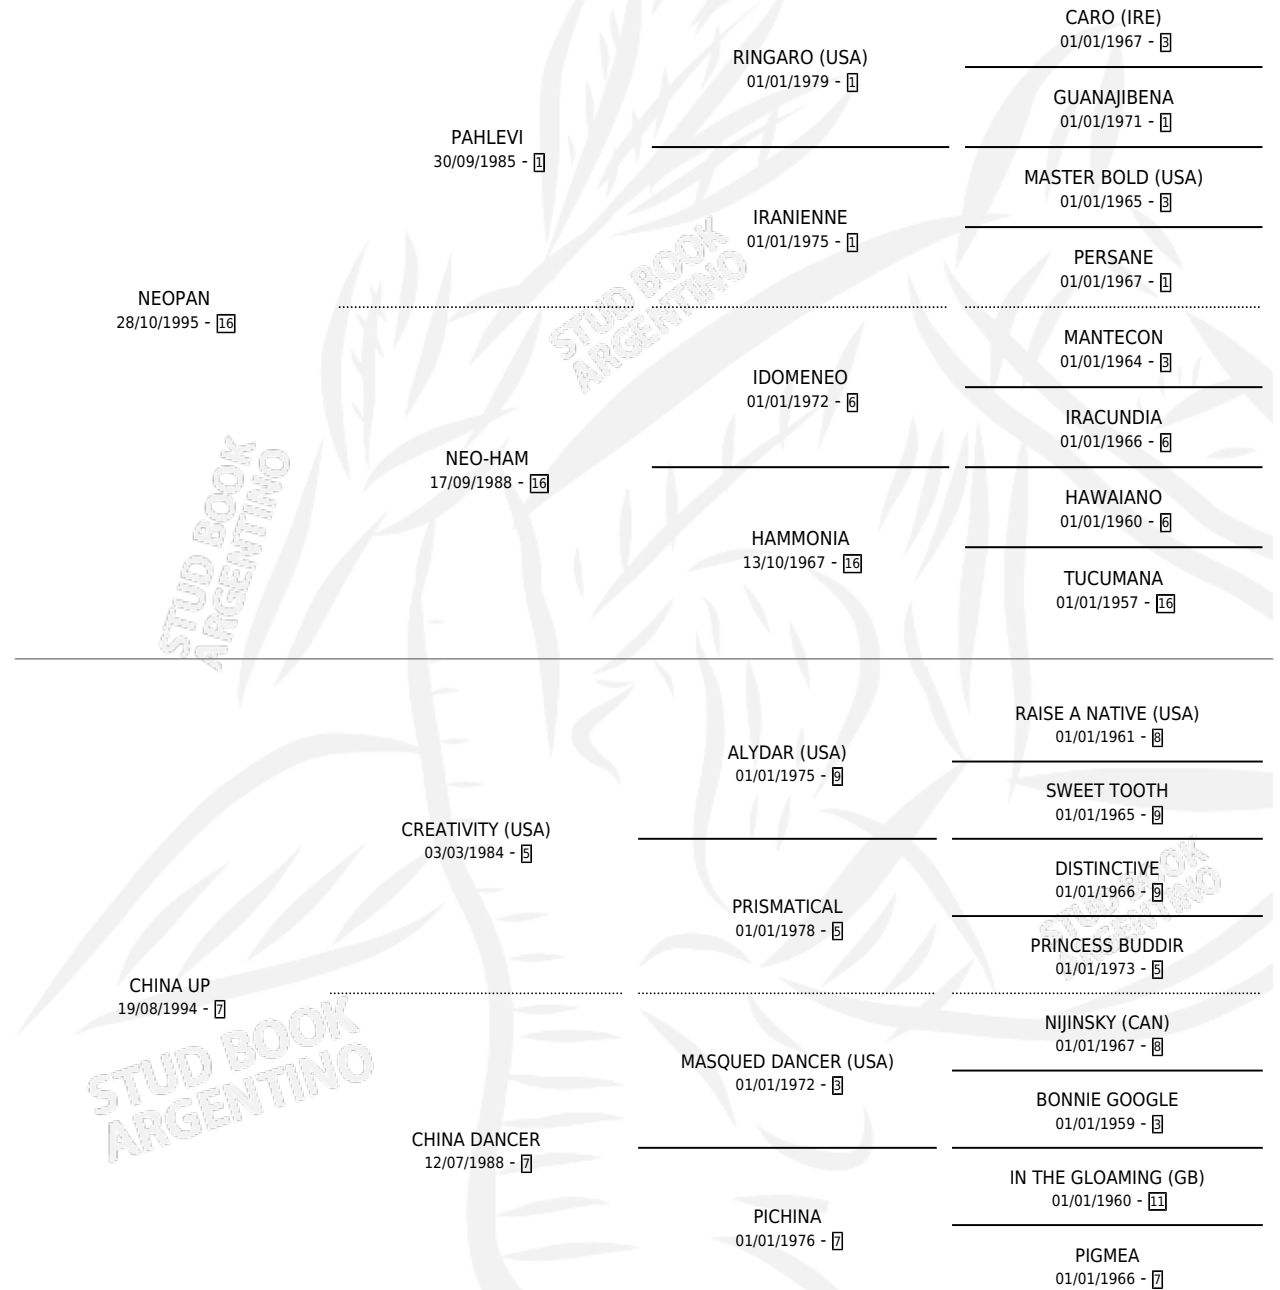 CARO (IRE)
01/01/1967 - 3
RINGARO (USA)
01/01/1979 - 1
GUANAJIBENA
01/01/1971 - 1
PAHLEVI
30/09/1985 - 1
MASTER BOLD (USA)
01/01/1965 - 3
IRANIENNE
01/01/1975 - 1
PERSANE
01/01/1967 - 1
NEOPAN
28/10/1995 - 16
MANTECON
01/01/1964 - 3
IDOMENEO
01/01/1972 - 6
IRACUNDIA
01/01/1966 - 6
NEO-HAM
17/09/1988 - 16
HAWAIANO
01/01/1960 - 6
HAMMONIA
13/10/1967 - 16
TUCUMANA
01/01/1957 - 16
RAISE A NATIVE (USA)
01/01/1961 - 8
ALYDAR (USA)
01/01/1975 - 9
SWEET TOOTH
01/01/1965 - 9
CREATIVITY (USA)
03/03/1984 - 5
DISTINCTIVE
01/01/1966 - 9
PRISMATICAL
01/01/1978 - 5
PRINCESS BUDDIR
01/01/1973 - 5
CHINA UP
19/08/1994 - 7
NIJINSKY (CAN)
01/01/1967 - 8
MASQUED DANCER (USA)
01/01/1972 - 3
BONNIE GOOGLE
01/01/1959 - 3
CHINA DANCER
12/07/1988 - 7
IN THE GLOAMING (GB)
01/01/1960 - 11
PICHINA
01/01/1976 - 7
PIGMEA
01/01/1966 - 7
STUD BOOK
ARGENTINO
STUD BOOK
ARGENTINO
STUD BOOK
ARGENTINO
STUD BOOK
ARGENTINO